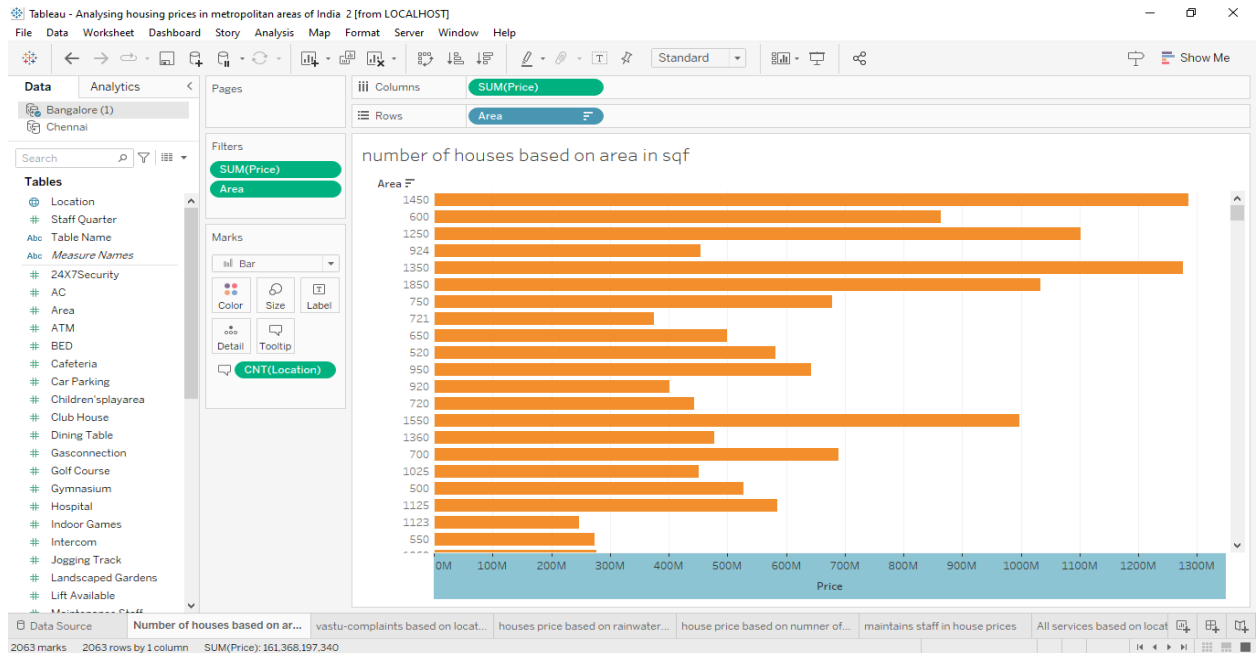 Tableau - Analysing housing prices in metropolitan areas of India 2 [from LOCALHOST]
File Data Worksheet Dashboard Story Analysis Map Format Server Window Help
Standard
Show Me
Data Analytics
Bangalore (1)
Chennai
Search
Tables
Location
Staff Quarter
Abc Table Name
Abc Measure Names
24X7Security
AC
Area
ATM
BED
Cafeteria
Car Parking
Children'splayarea
Club House
Dining Table
Gasconnection
Golf Course
Gymnasium
Hospital
Indoor Games
Intercom
Jogging Track
Landscaped Gardens
Lift Available
Maintenance Staff
Pages
Filters
SUM(Price)
Area
Marks
Bar
Color Size Label
Detail Tooltip
CNT(Location)
Columns SUM(Price)
Rows Area
number of houses based on area in sqf
Area
1450
600
1250
924
1350
1850
750
721
650
520
950
920
720
1550
1360
700
1025
500
1125
1123
550
0M 100M 200M 300M 400M 500M 600M 700M 800M 900M 1000M 1100M 1200M 1300M
Price
Data Source Number of houses based on ar... vastu-complaints based on locat... houses price based on rainwater... house price based on numner of... maintains staff in house prices All services based on locat
2063 marks 2063 rows by 1 column SUM(Price): 161,368,197,340